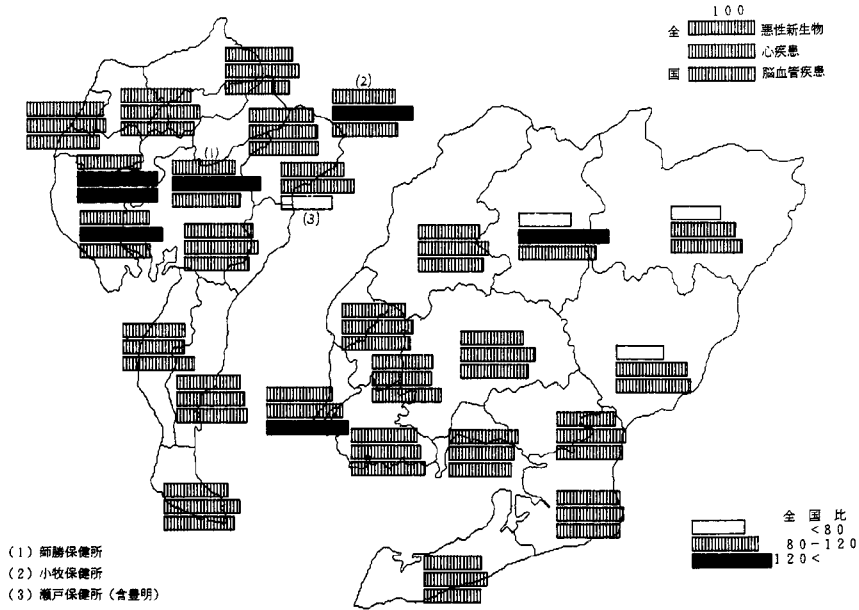 100
全 悪性新生物
心疾患
国 脳血管疾患
(2)
(1)
(3)
全国比
<80
80-120
120<
(1) 師勝保健所
(2) 小牧保健所
(3) 瀬戸保健所(含豊明)